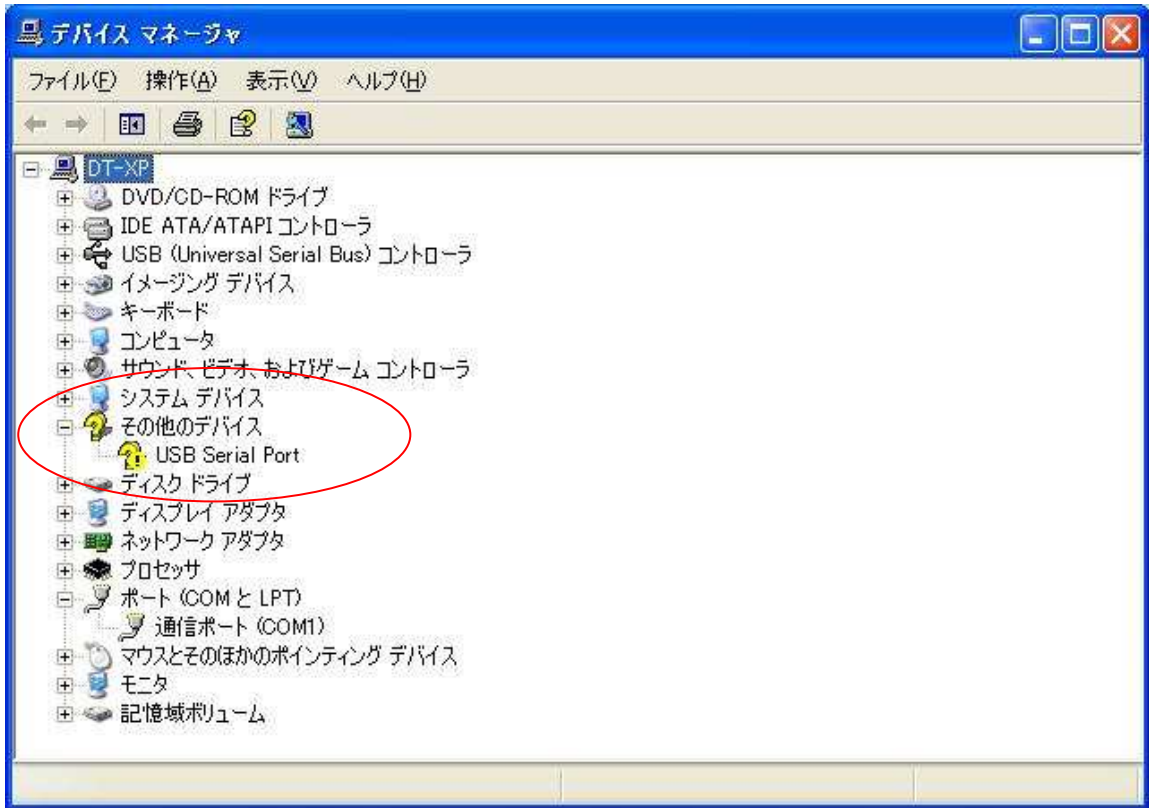 デバイス マネージャ
ファイル(F) 操作(A) 表示(V) ヘルプ(H)
DT-XP
DVD/CD-ROM ドライブ
IDE ATA/ATAPI コントローラ
USB (Universal Serial Bus) コントローラ
イメージング デバイス
キーボード
コンピュータ
サウンド、ビデオ、およびゲーム コントローラ
システム デバイス
その他のデバイス
USB Serial Port
ディスク ドライブ
ディスプレイ アダプタ
ネットワーク アダプタ
プロセッサ
ポート (COM と LPT)
通信ポート (COM1)
マウスとそのほかのポインティング デバイス
モニタ
記憶域ボリューム